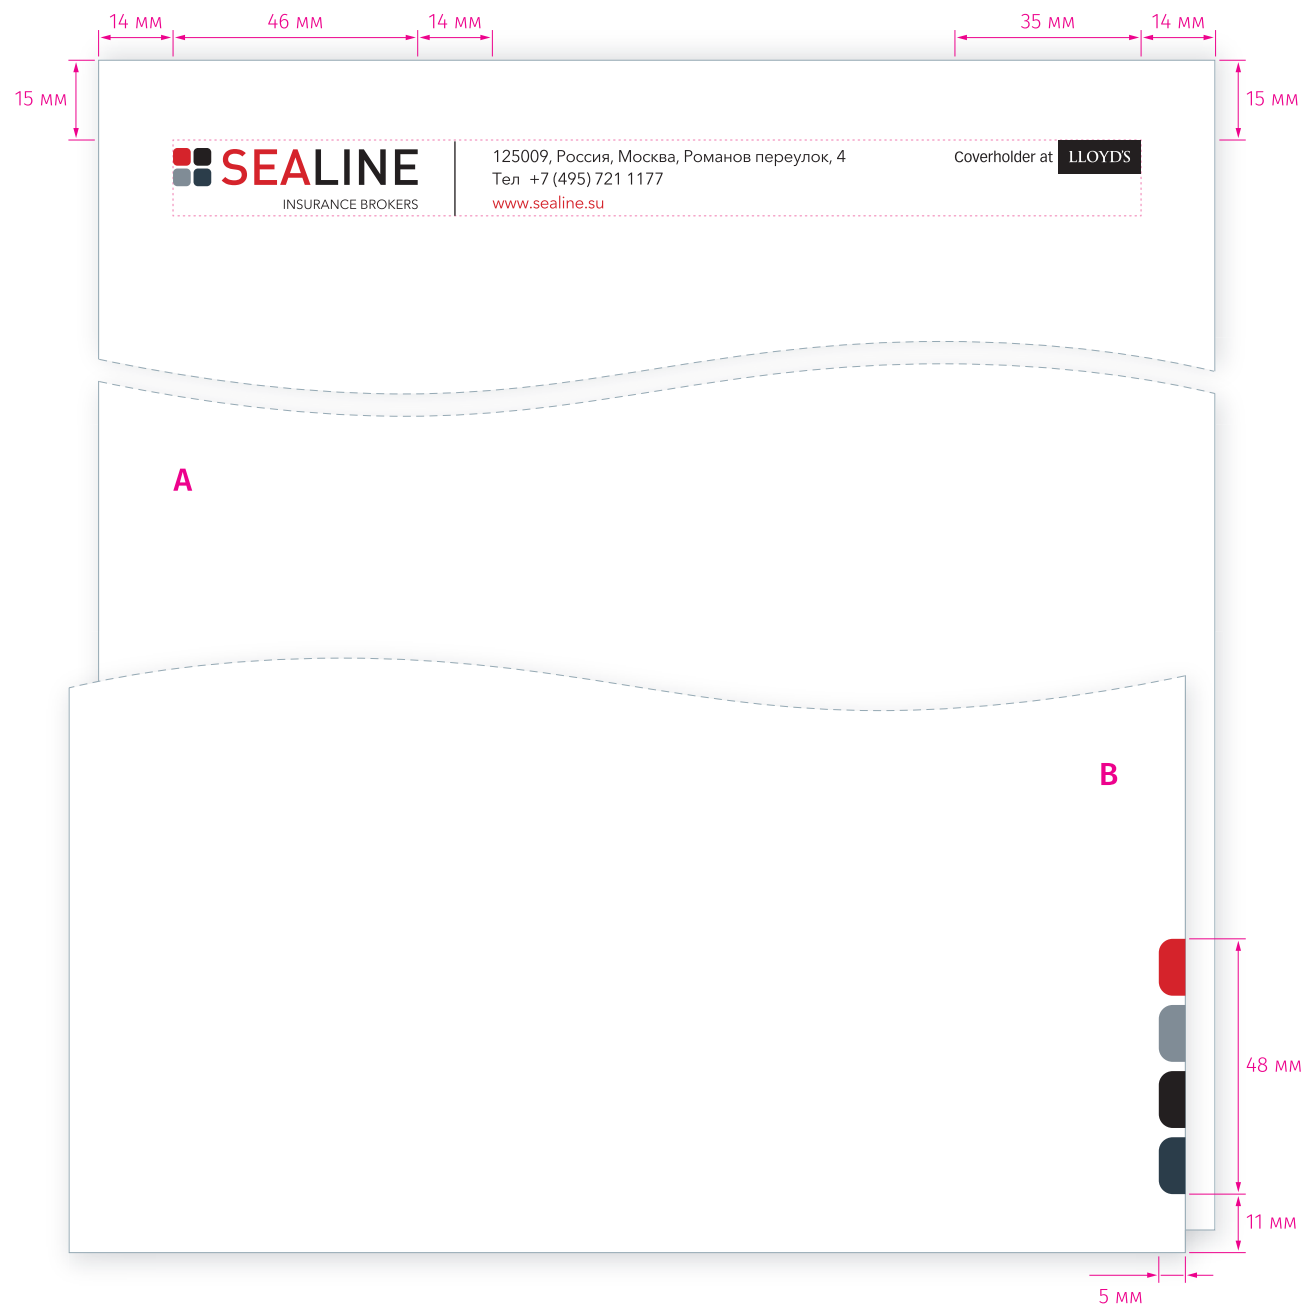 14 мм
46 мм
14 мм
35 мм
14 мм
15 мм
15 мм
SEALINE
INSURANCE BROKERS
125009, Россия, Москва, Романов переулок, 4
Тел +7 (495) 721 1177
www.sealine.su
Coverholder at LLOYD'S
A
B
48 мм
11 мм
5 мм